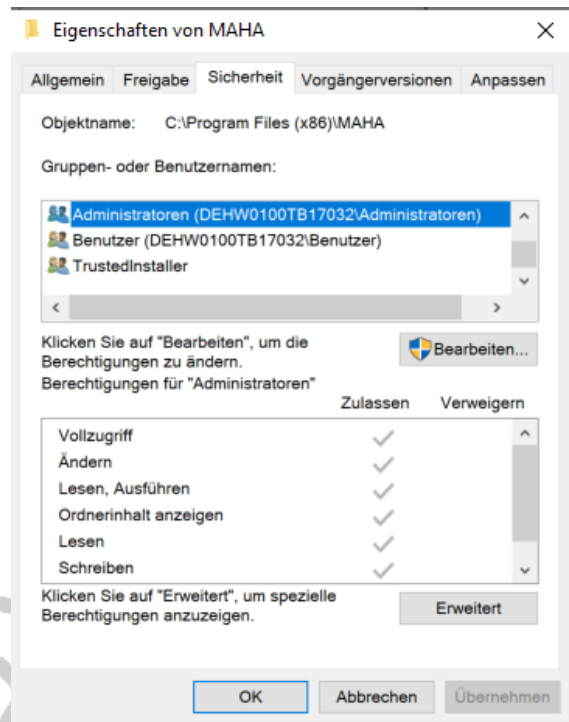 Eigenschaften von MAHA
Allgemein Freigabe Sicherheit Vorgängerversionen Anpassen
Objektname: C:\Program Files (x86)\MAHA
Gruppen- oder Benutzernamen:
Administratoren (DEHW0100TB17032\Administratoren)
Benutzer (DEHW0100TB17032\Benutzer)
TrustedInstaller
Klicken Sie auf "Bearbeiten", um die
Berechtigungen zu ändern.
Bearbeiten...
Berechtigungen für "Administratoren"
Zulassen Verweigern
Vollzugriff
Ändern
Lesen, Ausführen
Ordnerinhalt anzeigen
Lesen
Schreiben
Klicken Sie auf "Erweitert", um spezielle
Berechtigungen anzuzeigen.
Erweitert
OK Abbrechen Übernehmen